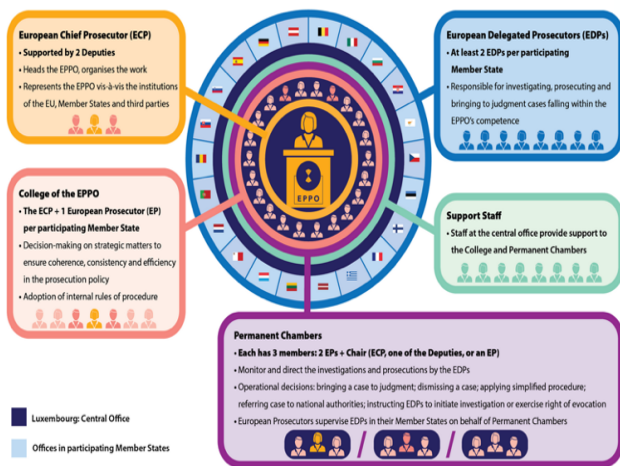 European Chief Prosecutor (ECP)
• Supported by 2 Deputies
• Heads the EPPO, organises the work
• Represents the EPPO vis-à-vis the institutions
of the EU, Member States and third parties
European Delegated Prosecutors (EDPs)
• At least 2 EDPs per participating
Member State
• Responsible for investigating, prosecuting and
bringing to judgment cases falling within the
EPPO's competence
EPPO
College of the EPPO
• The ECP + 1 European Prosecutor (EP)
per participating Member State
• Decision-making on strategic matters to
ensure coherence, consistency and efficiency
in the prosecution policy
• Adoption of internal rules of procedure
Support Staff
• Staff at the central office provide support to
the College and Permanent Chambers
Permanent Chambers
• Each has 3 members: 2 EPs + Chair (ECP, one of the Deputies, or an EP)
• Monitor and direct the investigations and prosecutions by the EDPs
• Operational decisions: bringing a case to judgment; dismissing a case; applying simplified procedure;
referring case to national authorities; instructing EDPs to initiate investigation or exercise right of evocation
• European Prosecutors supervise EDPs in their Member States on behalf of Permanent Chambers
/ /
Luxembourg: Central Office
Offices in participating Member States